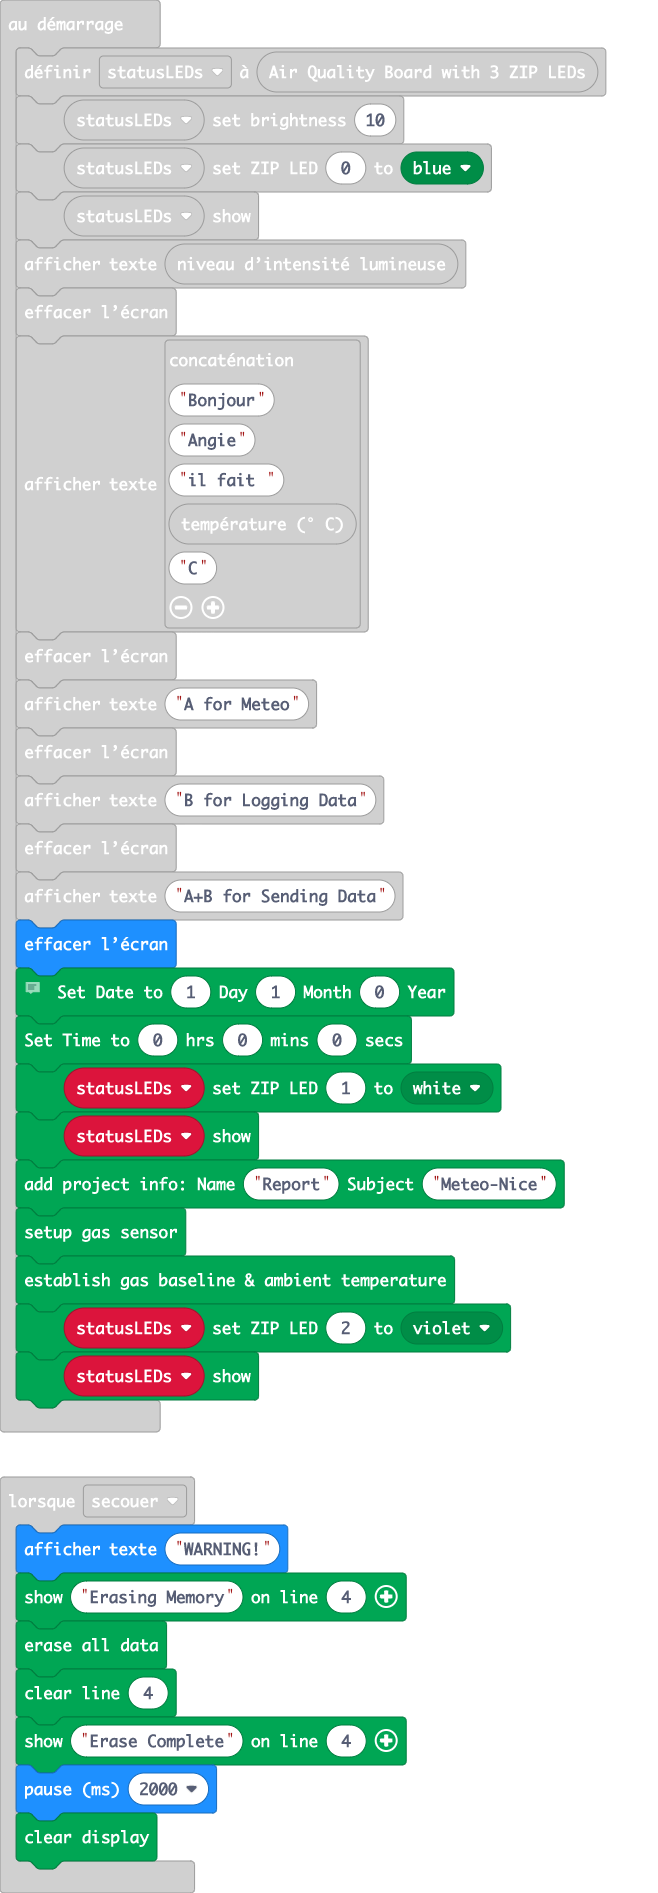 au démarrage
définir statusLEDs à Air Quality Board with 3 ZIP LEDs
statusLEDs set brightness 10
statusLEDs set ZIP LED 0 to blue
statusLEDs show
afficher texte niveau d’intensité lumineuse
effacer l’écran
concaténation
"Bonjour"
"Angie"
"il fait "
afficher texte température (° C)
"C"
effacer l’écran
afficher texte "A for Meteo"
effacer l’écran
afficher texte "B for Logging Data"
effacer l’écran
afficher texte "A+B for Sending Data"
effacer l’écran
Set Date to 1 Day 1 Month 0 Year
Set Time to 0 hrs 0 mins 0 secs
statusLEDs set ZIP LED 1 to white
statusLEDs show
add project info: Name "Report" Subject "Meteo-Nice"
setup gas sensor
establish gas baseline & ambient temperature
statusLEDs set ZIP LED 2 to violet
statusLEDs show
lorsque secouer
afficher texte "WARNING!"
show "Erasing Memory" on line 4
erase all data
clear line 4
show "Erase Complete" on line 4
pause (ms) 2000
clear display